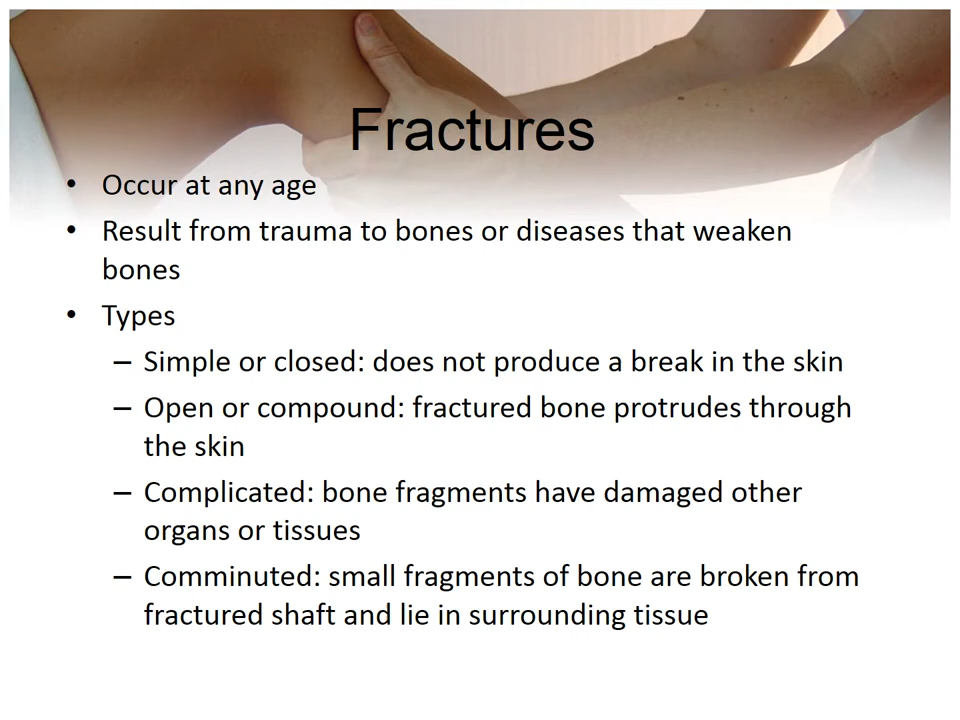 Fractures
• Occur at any age
• Result from trauma to bones or diseases that weaken
bones
• Types
– Simple or closed: does not produce a break in the skin
– Open or compound: fractured bone protrudes through
the skin
– Complicated: bone fragments have damaged other
organs or tissues
– Comminuted: small fragments of bone are broken from
fractured shaft and lie in surrounding tissue